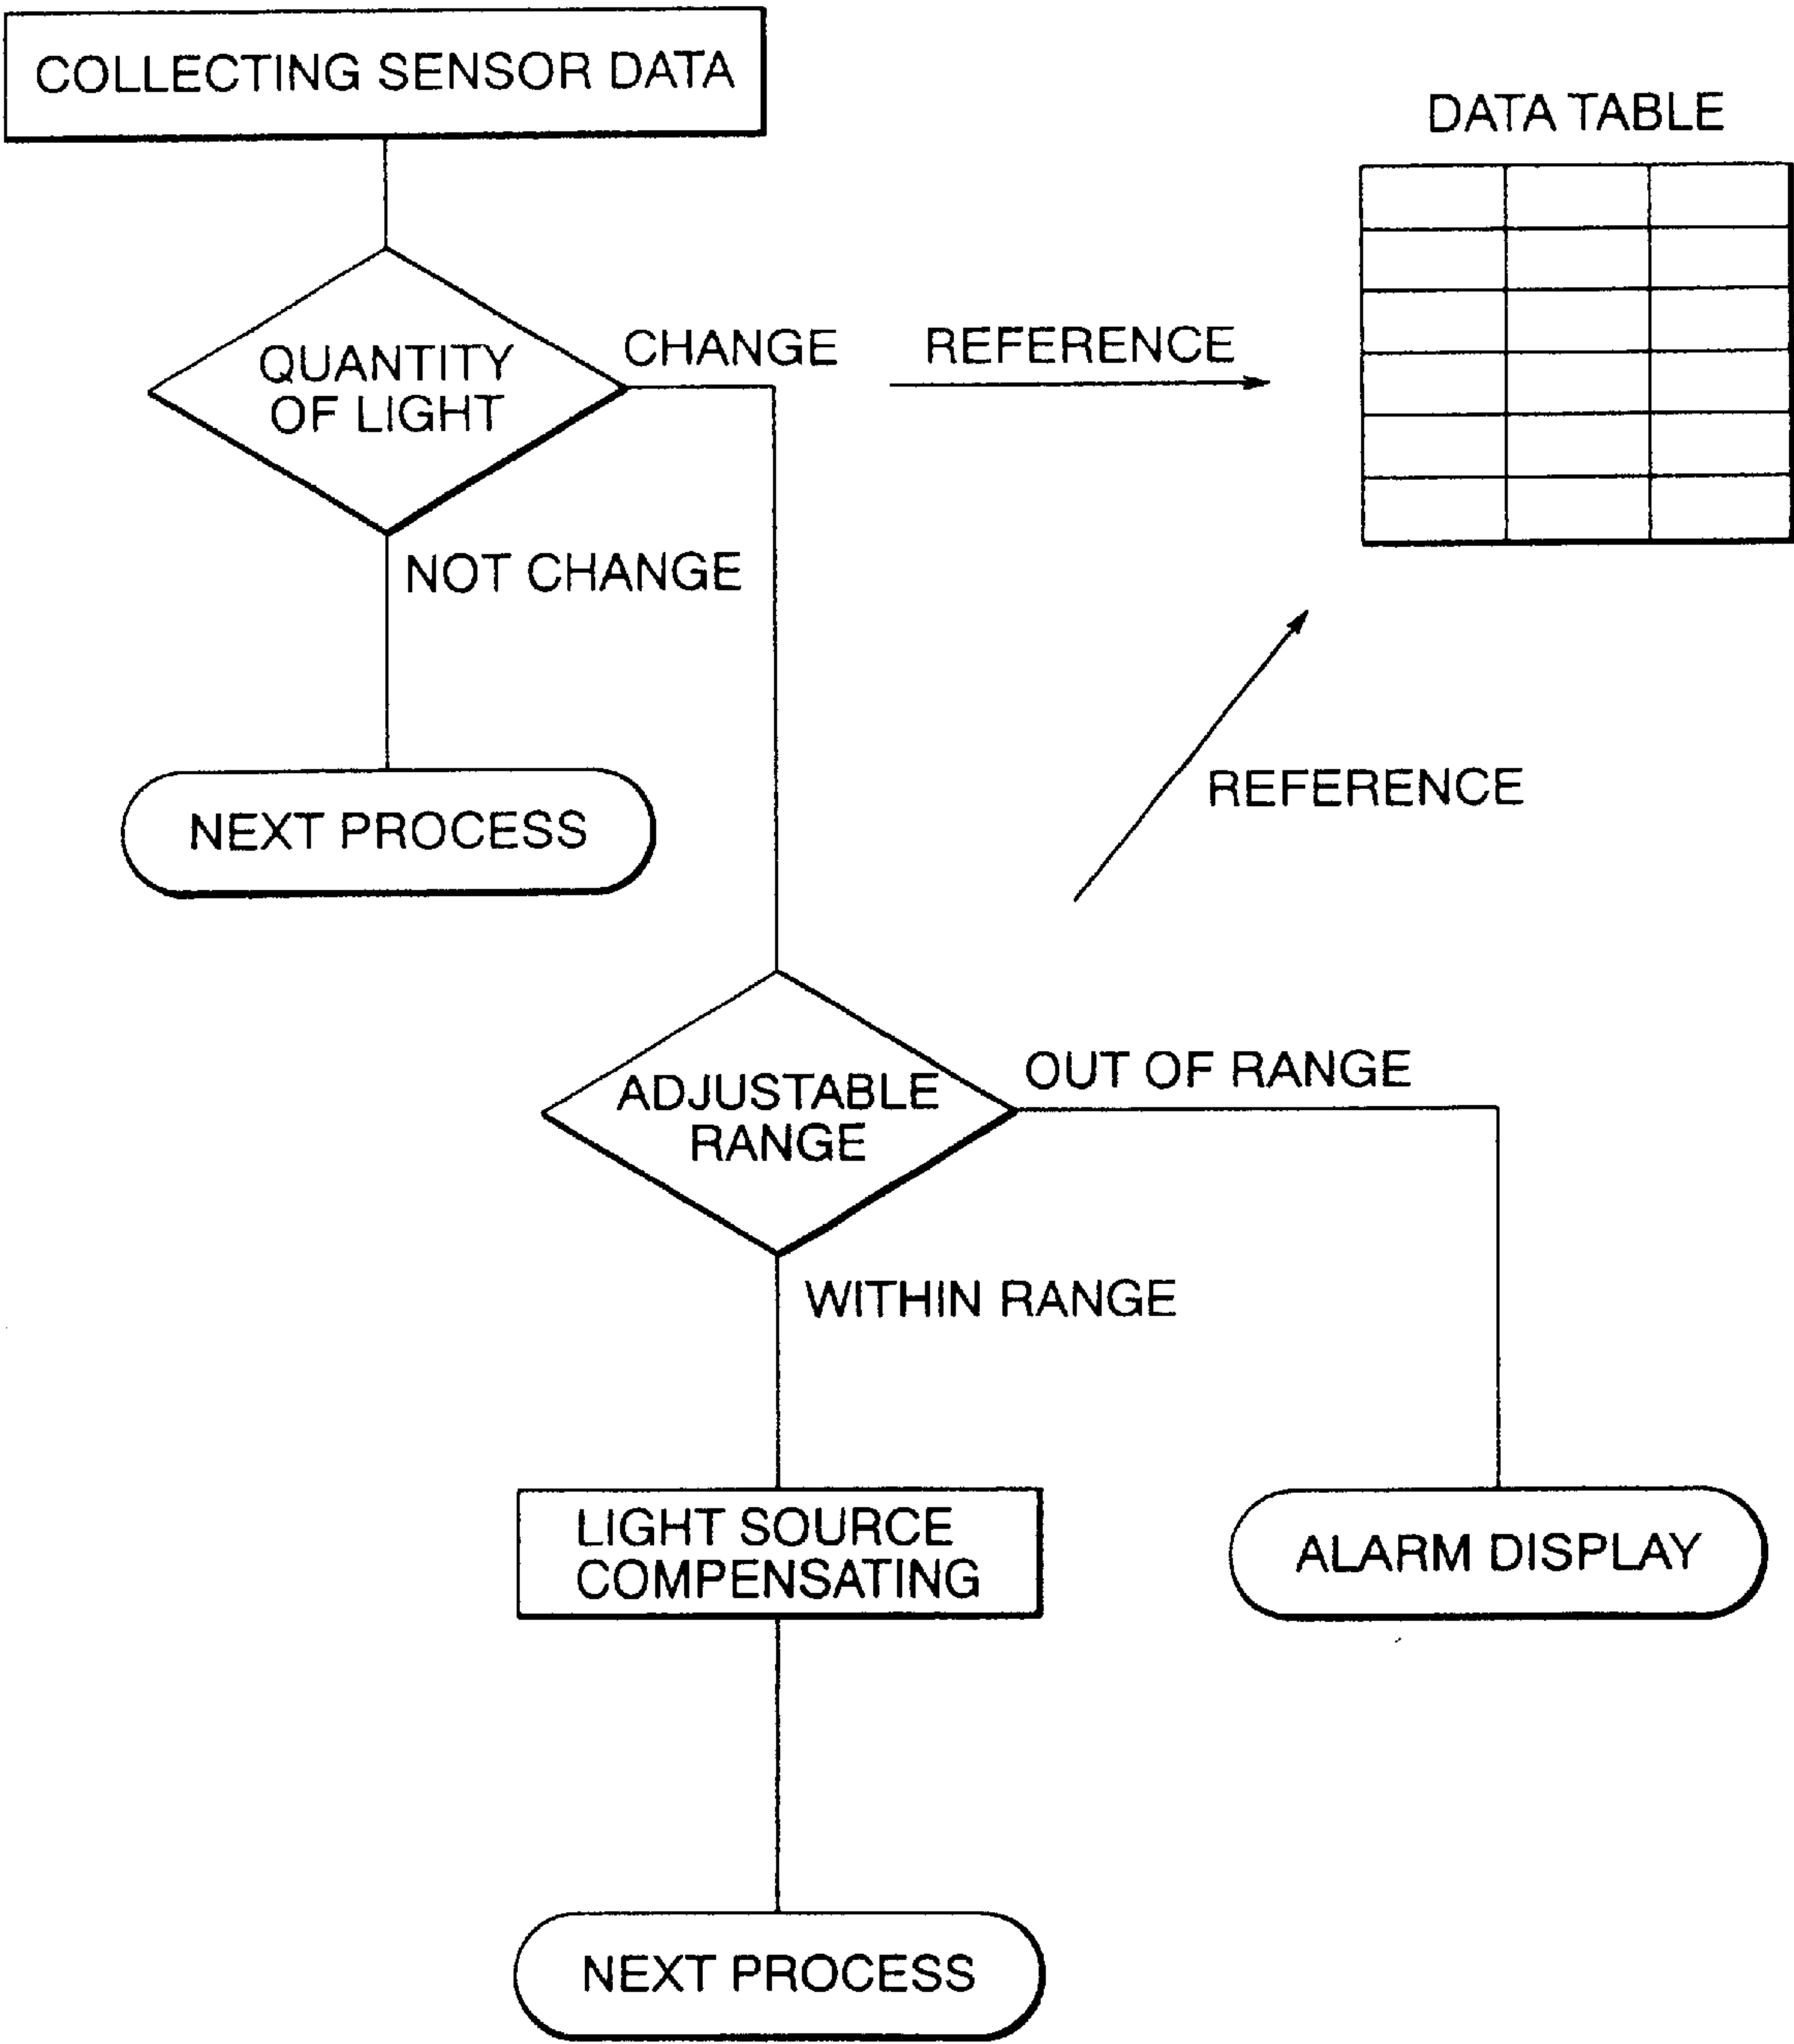 COLLECTING SENSOR DATA
DATA TABLE
QUANTITY
OF LIGHT
CHANGE
REFERENCE
NOT CHANGE
NEXT PROCESS
REFERENCE
ADJUSTABLE
RANGE
OUT OF RANGE
WITHIN RANGE
LIGHT SOURCE
COMPENSATING
ALARM DISPLAY
NEXT PROCESS